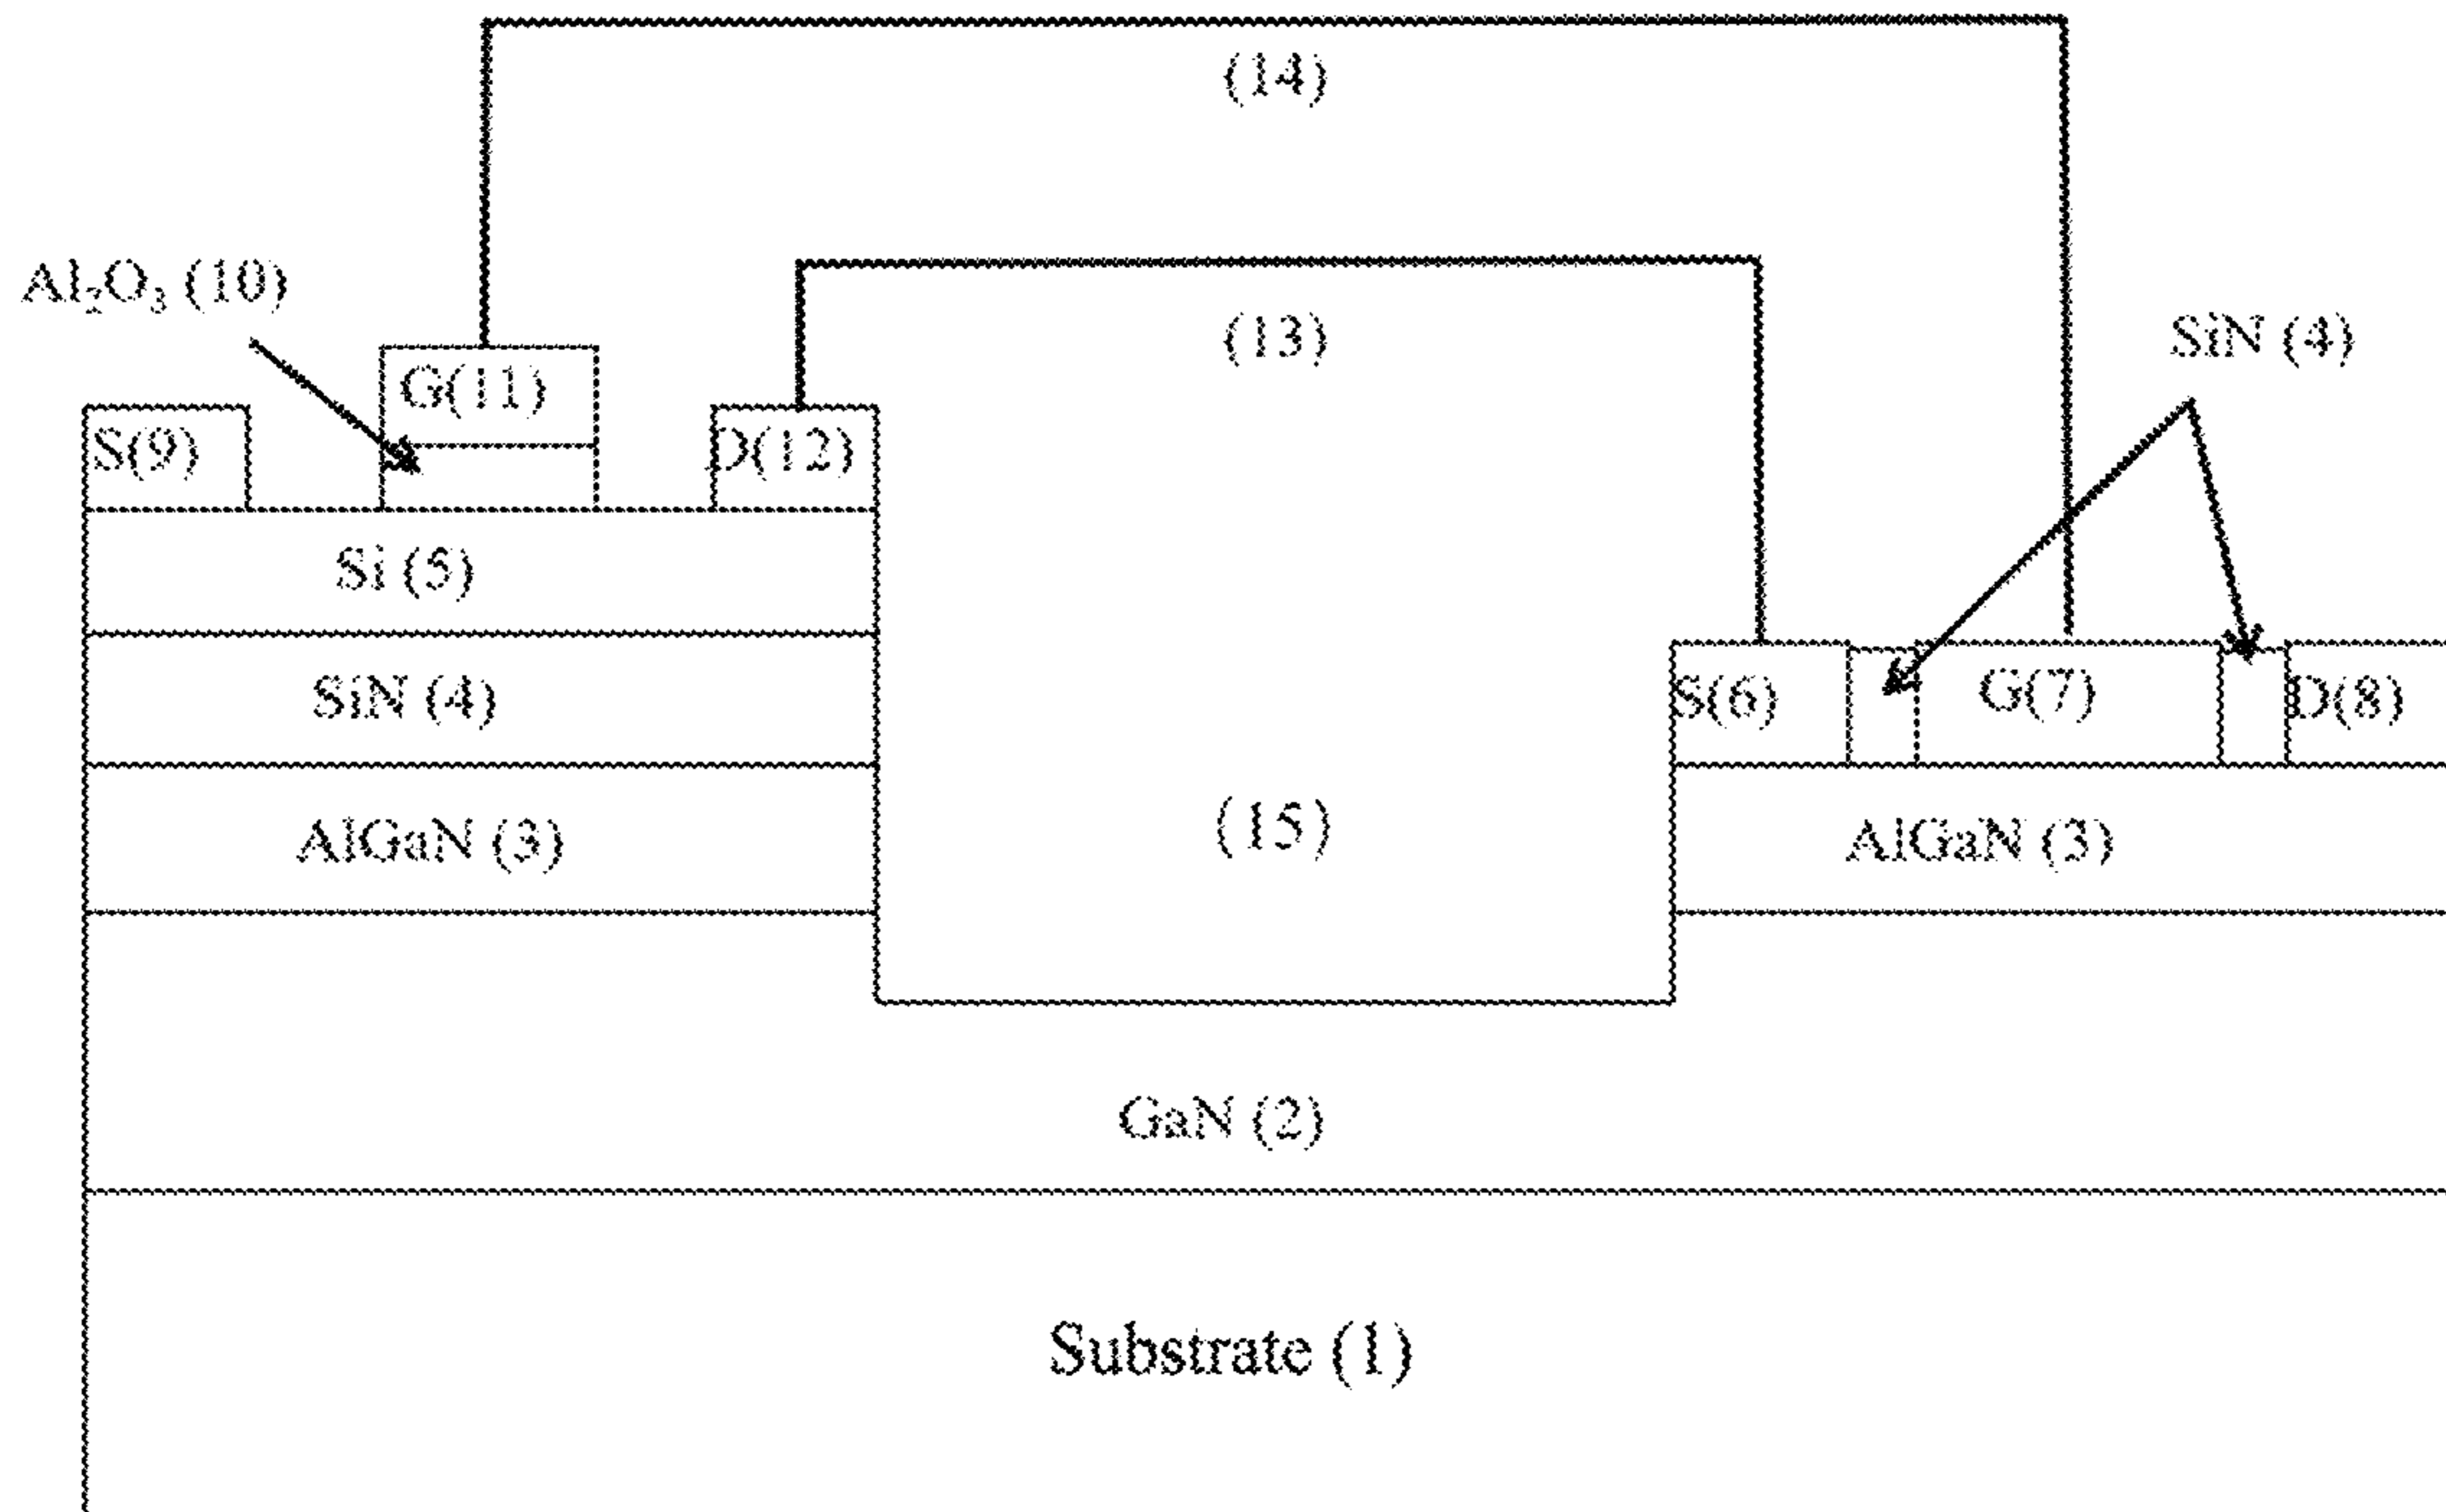 (14)
Al₂O₃ (10)
(13)
SiN (4)
G(11)
S(9)
D(12)
Si (5)
SiN (4)
S(6)
G(7)
D(8)
AlGaN (3)
(15)
AlGaN (3)
GaN (2)
Substrate (1)